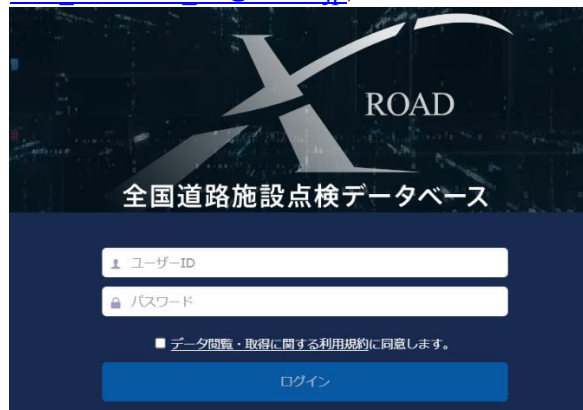 ROAD
全国道路施設点検データベース
ユーザーID
パスワード
データ閲覧・取得に関する利用規約に同意します。
ログイン